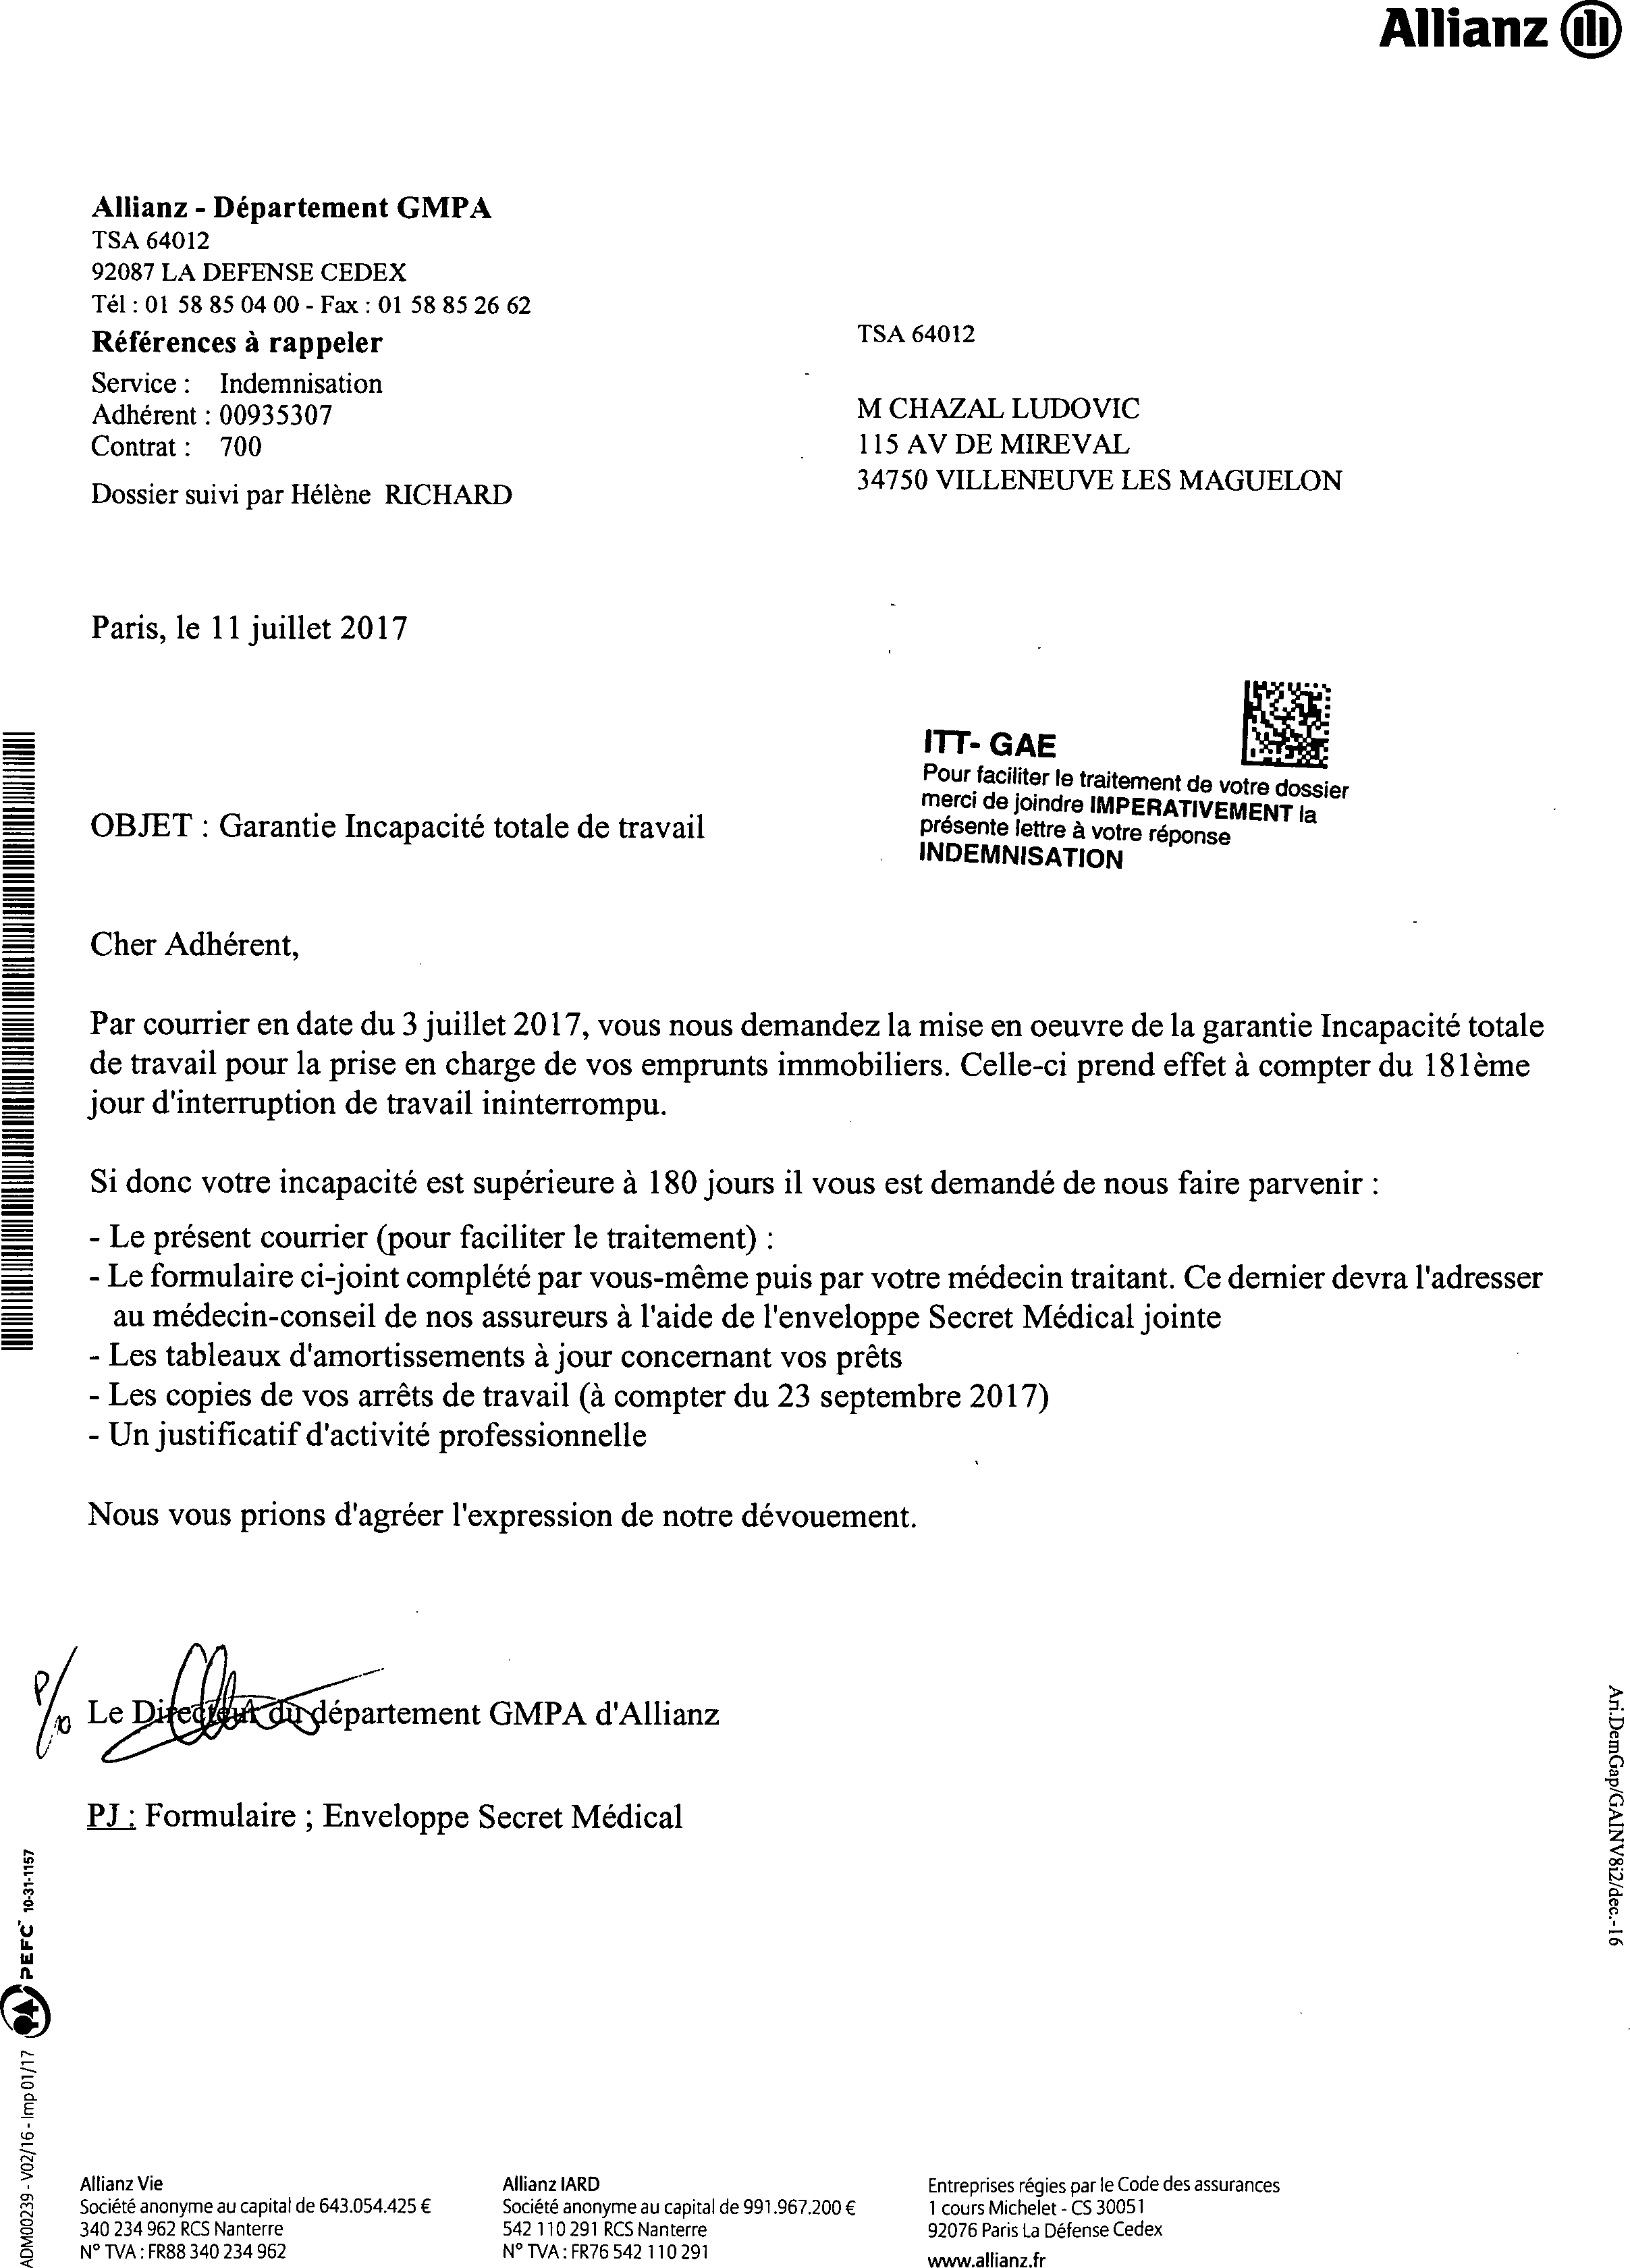 Allianz
Allianz - Département GMPA
TSA 64012
92087 LA DEFENSE CEDEX
Tél : 01 58 85 04 00 - Fax : 01 58 85 26 62
Références à rappeler
Service : Indemnisation
Adhérent : 00935307
Contrat : 700
Dossier suivi par Hélène RICHARD
TSA 64012
M CHAZAL LUDOVIC
115 AV DE MIREVAL
34750 VILLENEUVE LES MAGUELON
Paris, le 11 juillet 2017
ITT- GAE
Pour faciliter le traitement de votre dossier
merci de joindre IMPERATIVEMENT la
présente lettre à votre réponse
INDEMNISATION
OBJET : Garantie Incapacité totale de travail
Cher Adhérent,
Par courrier en date du 3 juillet 2017, vous nous demandez la mise en oeuvre de la garantie Incapacité totale
de travail pour la prise en charge de vos emprunts immobiliers. Celle-ci prend effet à compter du 181ème
jour d'interruption de travail ininterrompu.
Si donc votre incapacité est supérieure à 180 jours il vous est demandé de nous faire parvenir :
- Le présent courrier (pour faciliter le traitement) :
- Le formulaire ci-joint complété par vous-même puis par votre médecin traitant. Ce dernier devra l'adresser
au médecin-conseil de nos assureurs à l'aide de l'enveloppe Secret Médical jointe
- Les tableaux d'amortissements à jour concernant vos prêts
- Les copies de vos arrêts de travail (à compter du 23 septembre 2017)
- Un justificatif d'activité professionnelle
Nous vous prions d'agréer l'expression de notre dévouement.
P/o
Le Directeur du département GMPA d'Allianz
PJ : Formulaire ; Enveloppe Secret Médical
Ari.DemGap/GAINV8i2/dec.-16
ADM00239 - V02/16 - Imp 01/17 PEFC 10-31-1157
Allianz Vie
Société anonyme au capital de 643.054.425 €
340 234 962 RCS Nanterre
N° TVA : FR88 340 234 962
Allianz IARD
Société anonyme au capital de 991.967.200 €
542 110 291 RCS Nanterre
N° TVA : FR76 542 110 291
Entreprises régies par le Code des assurances
1 cours Michelet - CS 30051
92076 Paris La Défense Cedex
www.allianz.fr